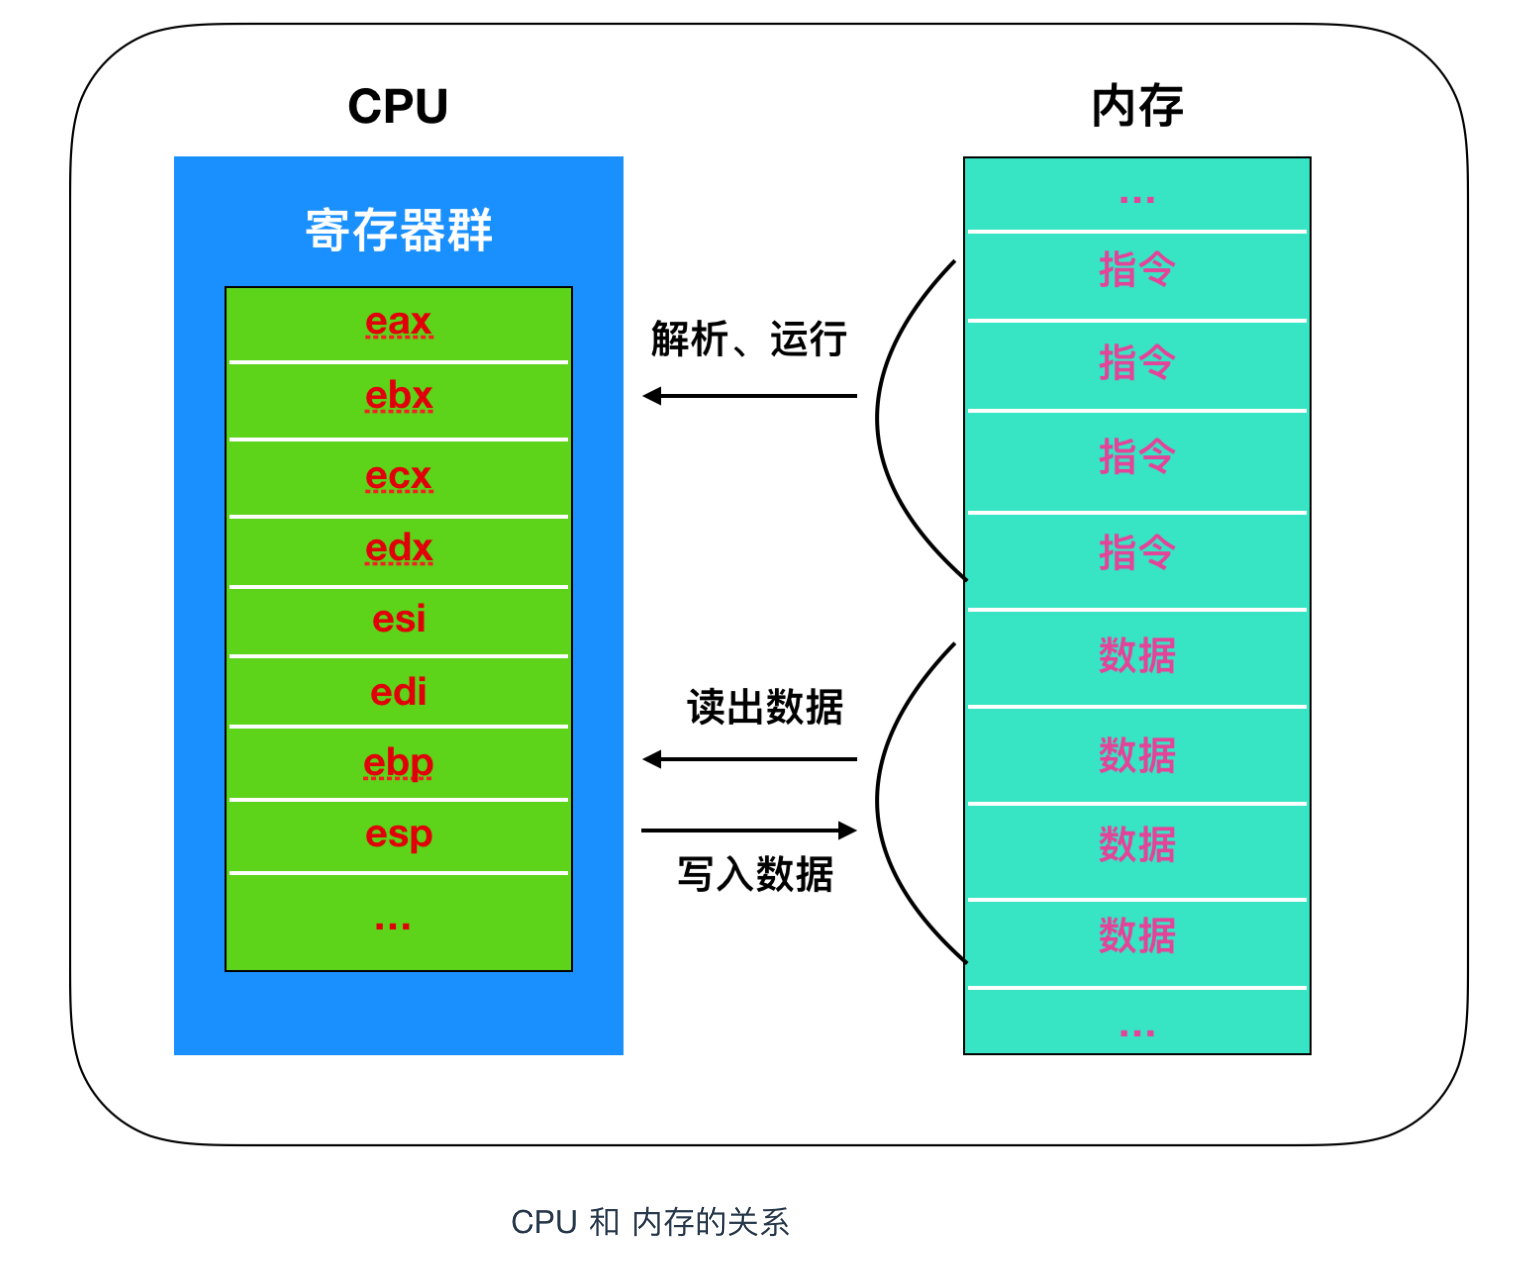 CPU
寄存器群
eax
ebx
ecx
edx
esi
edi
ebp
esp
...
解析、运行
读出数据
写入数据
内存
...
指令
指令
指令
指令
数据
数据
数据
数据
...
CPU 和 内存的关系